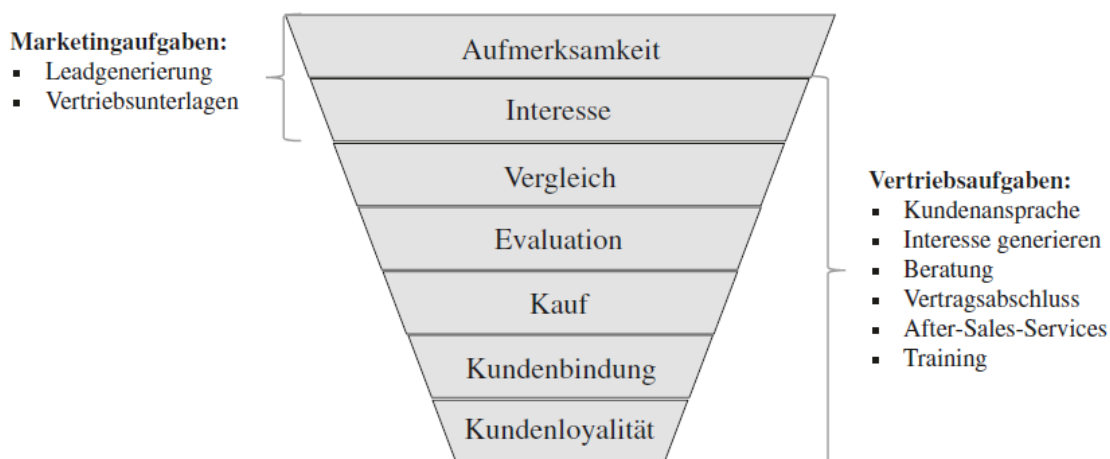 Marketingaufgaben:
▪ Leadgenerierung
▪ Vertriebsunterlagen
Aufmerksamkeit
Interesse
Vergleich
Evaluation
Kauf
Kundenbindung
Kundenloyalität
Vertriebsaufgaben:
▪ Kundenansprache
▪ Interesse generieren
▪ Beratung
▪ Vertragsabschluss
▪ After-Sales-Services
▪ Training